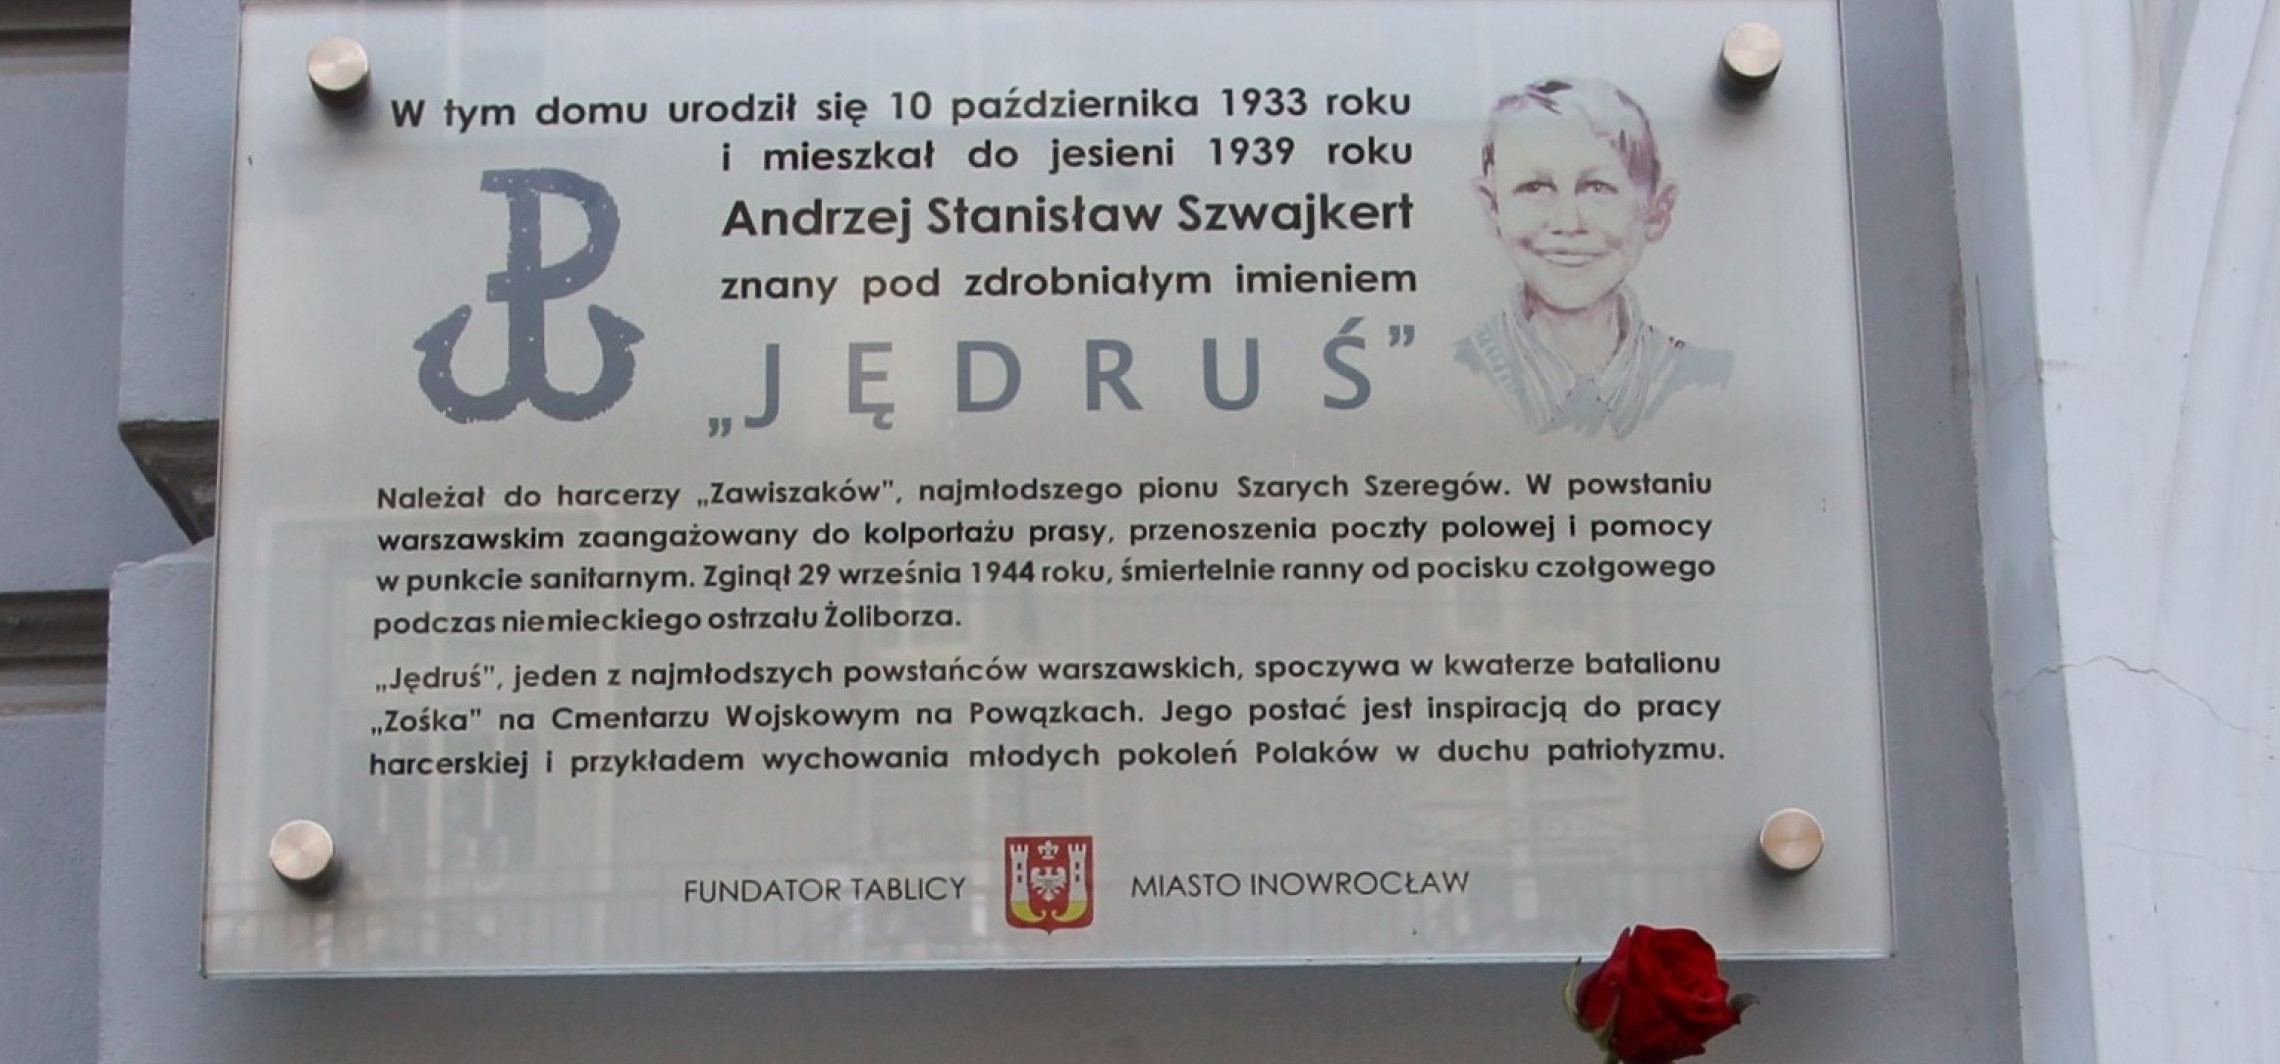 W tym domu urodził się 10 października 1933 roku
i mieszkał do jesieni 1939 roku
Andrzej Stanisław Szwajkert
znany pod zdrobniałym imieniem
„JĘDRUŚ”
Należał do harcerzy „Zawiszaków", najmłodszego pionu Szarych Szeregów. W powstaniu
warszawskim zaangażowany do kolportażu prasy, przenoszenia poczty polowej i pomocy
w punkcie sanitarnym. Zginął 29 września 1944 roku, śmiertelnie ranny od pocisku czołgowego
podczas niemieckiego ostrzału Żoliborza.
„Jędruś", jeden z najmłodszych powstańców warszawskich, spoczywa w kwaterze batalionu
„Zośka" na Cmentarzu Wojskowym na Powązkach. Jego postać jest inspiracją do pracy
harcerskiej i przykładem wychowania młodych pokoleń Polaków w duchu patriotyzmu.
FUNDATOR TABLICY MIASTO INOWROCŁAW